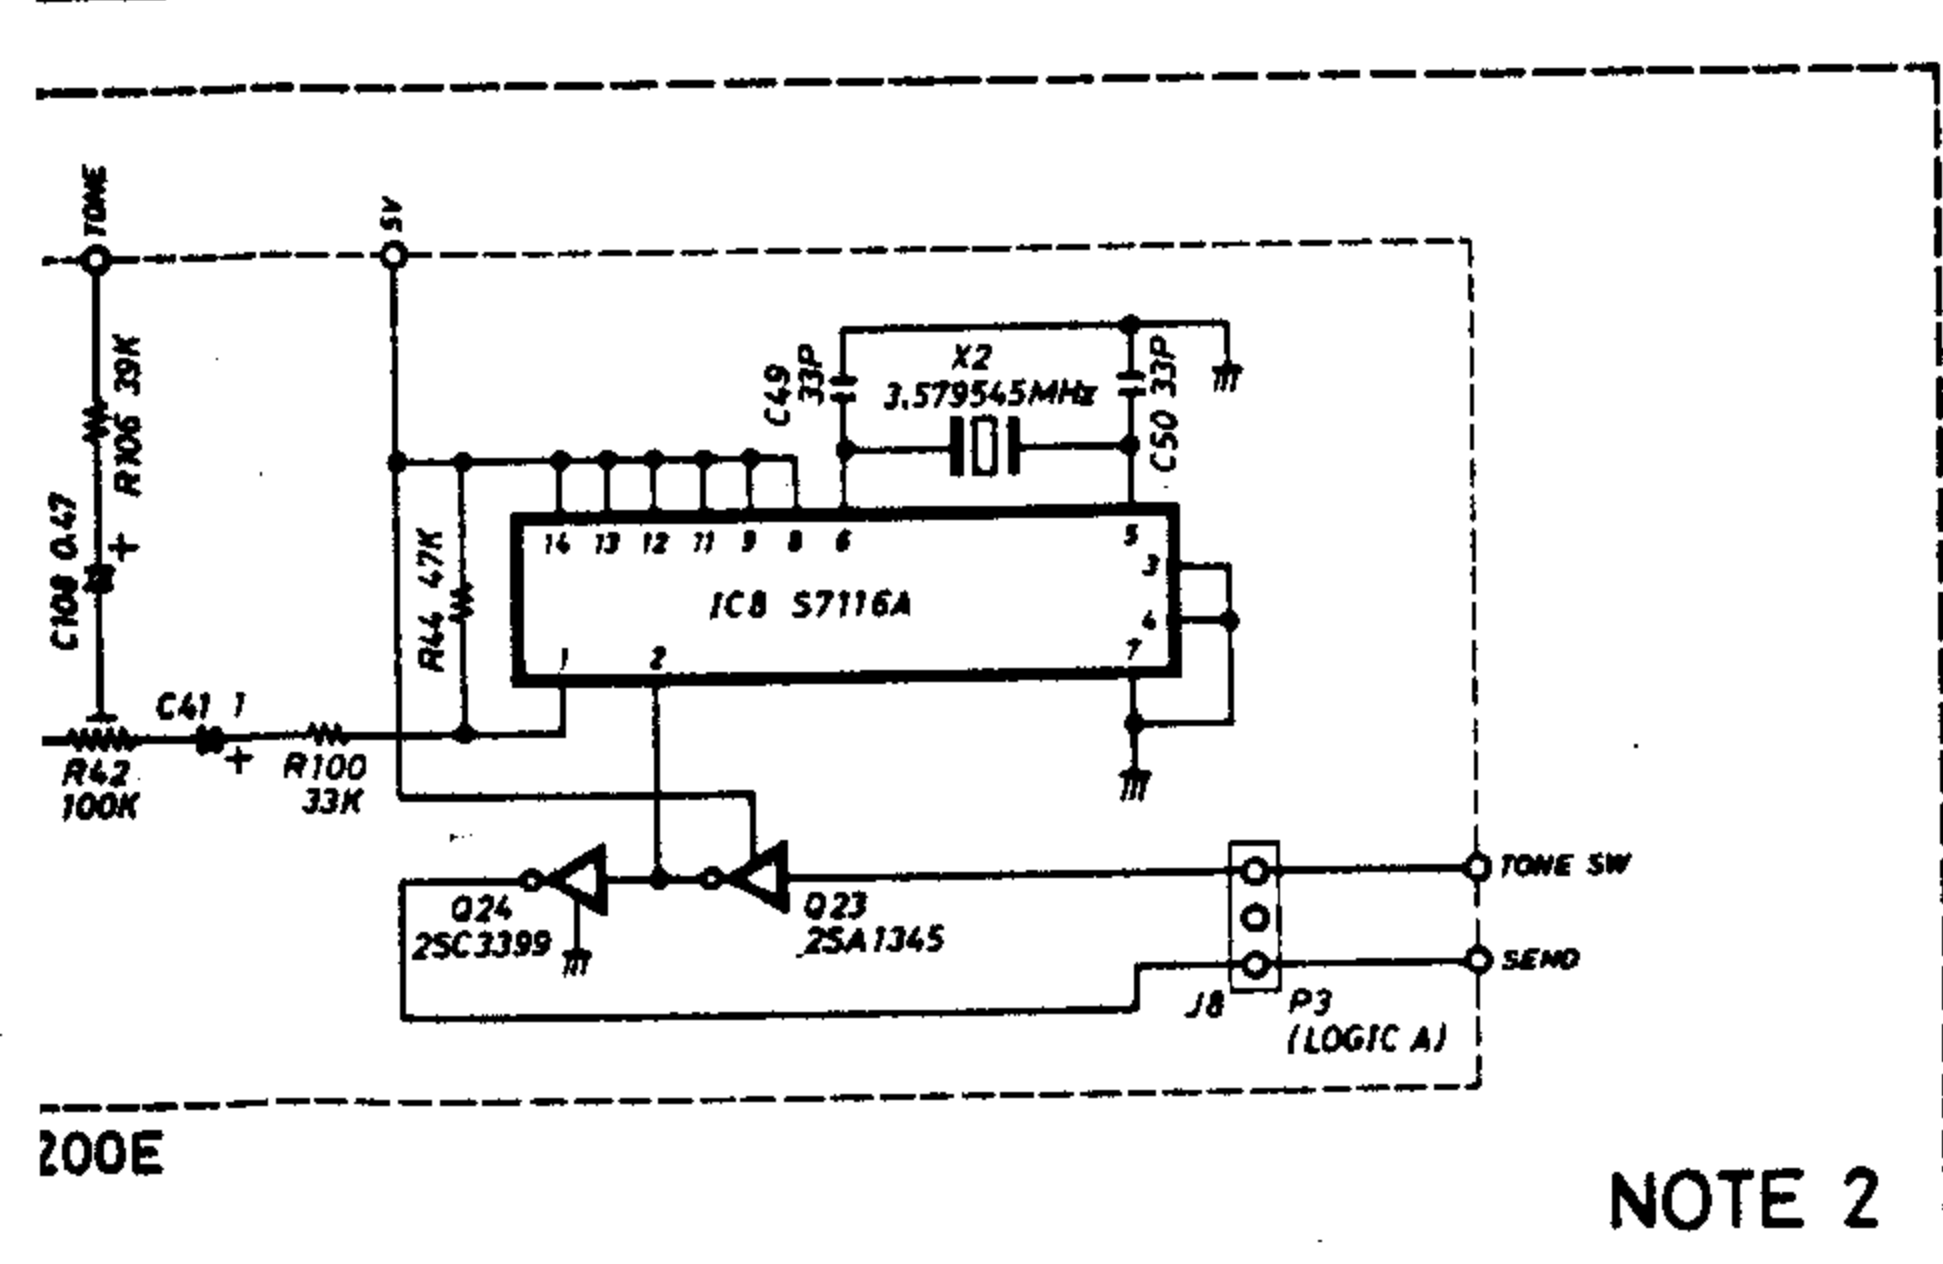 TONE
5V
R106 39K
C108 0.47
+
C49
33P
X2
3.579545MHz
C50 33P
R44 47K
14 13 12 11 9 8 6 5
3
4
7
IC8 S7116A
1 2
C41 1
+
R42
100K
R100
33K
Q24
2SC3399
Q23
2SA1345
TONE SW
SEND
J8
P3
(LOGIC A)
200E
NOTE 2